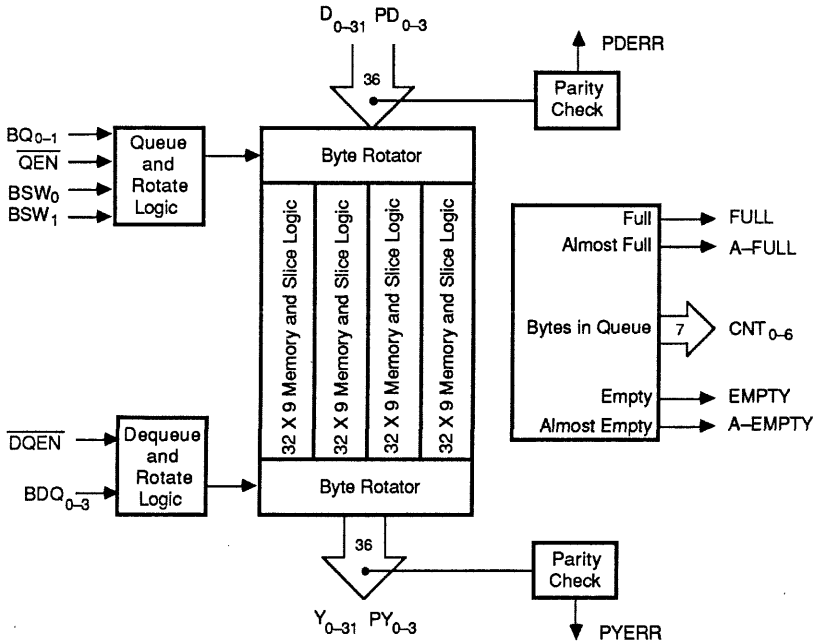 D0–31 PD0–3
PDERR
36
Parity
Check
BQ0–1
QEN
BSW0
BSW1
Queue
and
Rotate
Logic
Byte Rotator
32 X 9 Memory and Slice Logic
32 X 9 Memory and Slice Logic
32 X 9 Memory and Slice Logic
32 X 9 Memory and Slice Logic
Full
FULL
Almost Full
A–FULL
Bytes in Queue
7
CNT0–6
Empty
EMPTY
Almost Empty
A–EMPTY
DQEN
BDQ0–3
Dequeue
and
Rotate
Logic
Byte Rotator
36
Parity
Check
Y0–31 PY0–3
PYERR